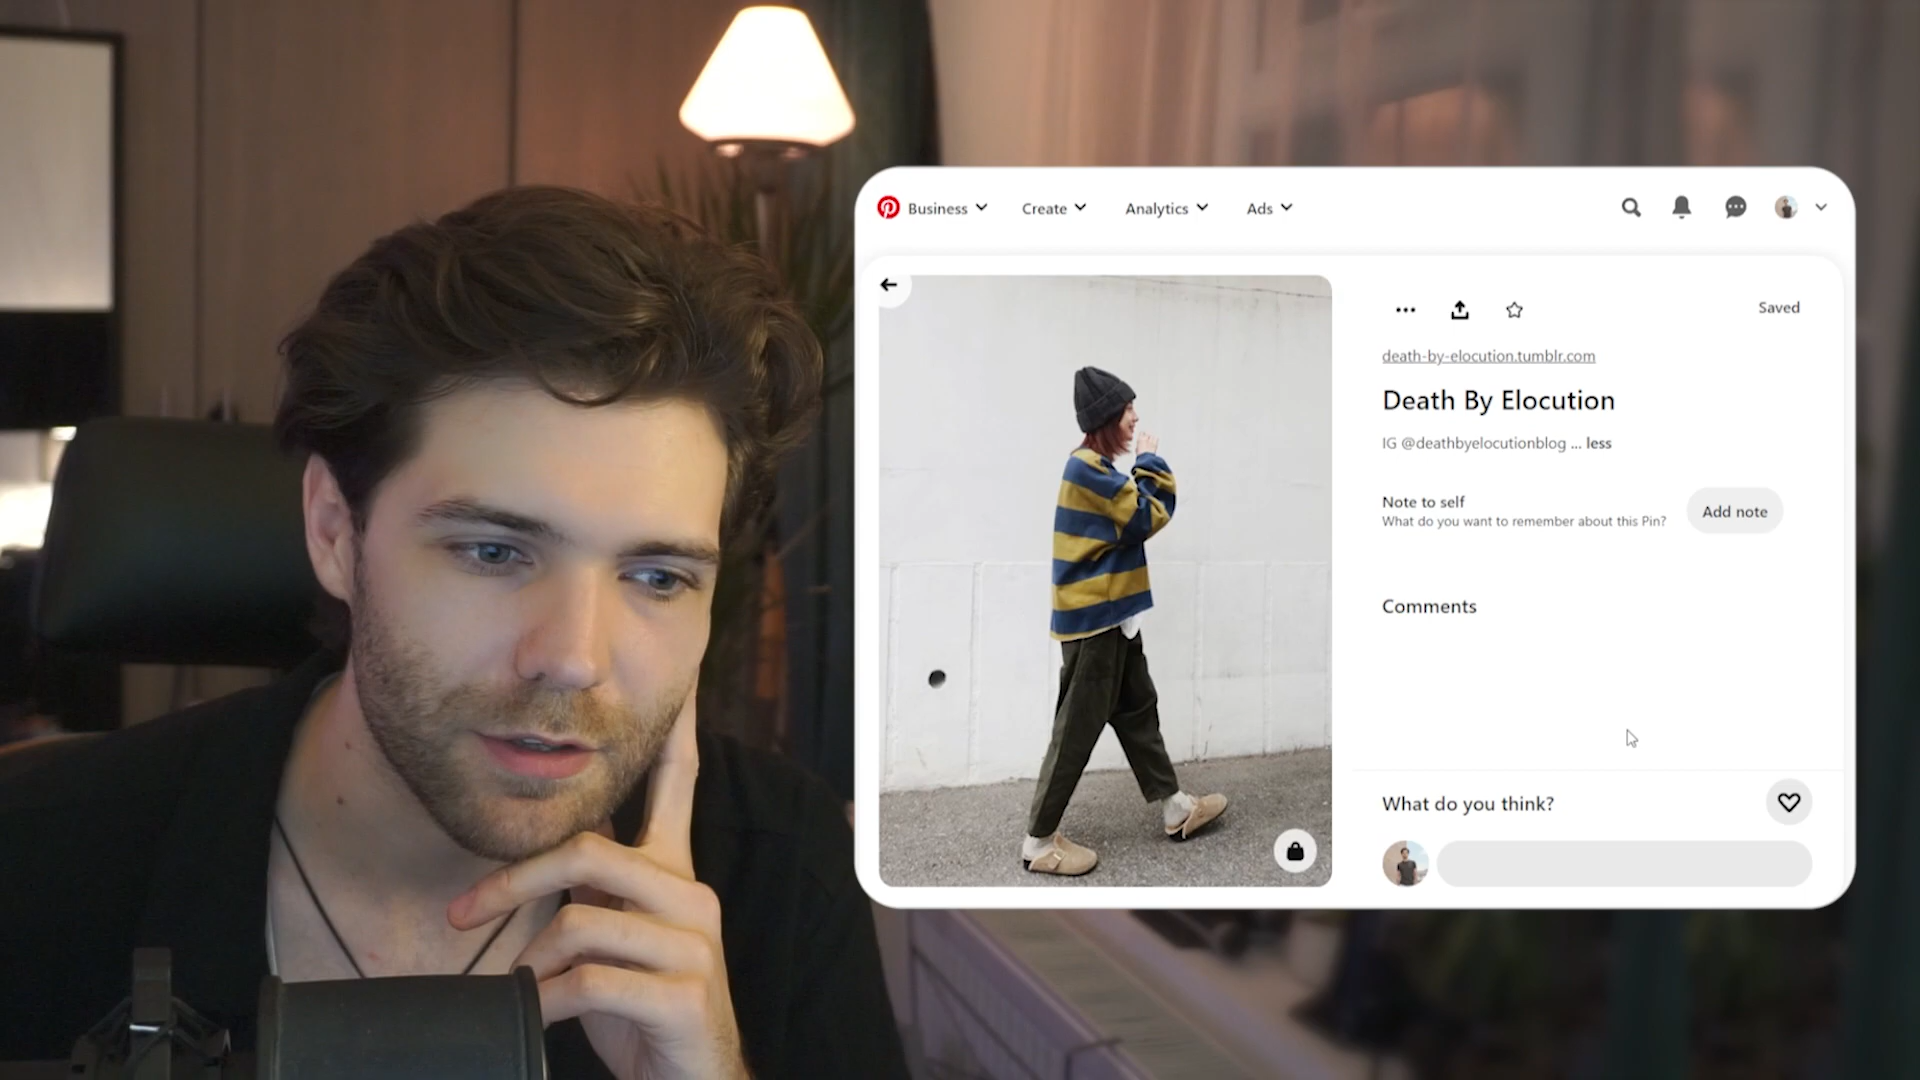 Business
Create
Analytics
Ads
Saved
death-by-elocution.tumblr.com
Death By Elocution
IG @deathbyelocutionblog ... less
Note to self
What do you want to remember about this Pin?
Add note
Comments
What do you think?